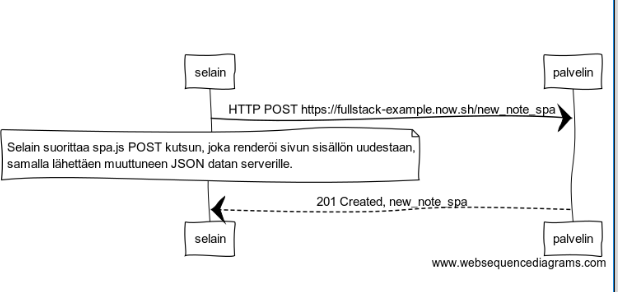 selain
palvelin
HTTP POST https://fullstack-example.now.sh/new_note_spa
Selain suorittaa spa.js POST kutsun, joka renderöi sivun sisällön uudestaan,
samalla lähettäen muuttuneen JSON datan serverille.
201 Created, new_note_spa
selain
palvelin
www.websequencediagrams.com